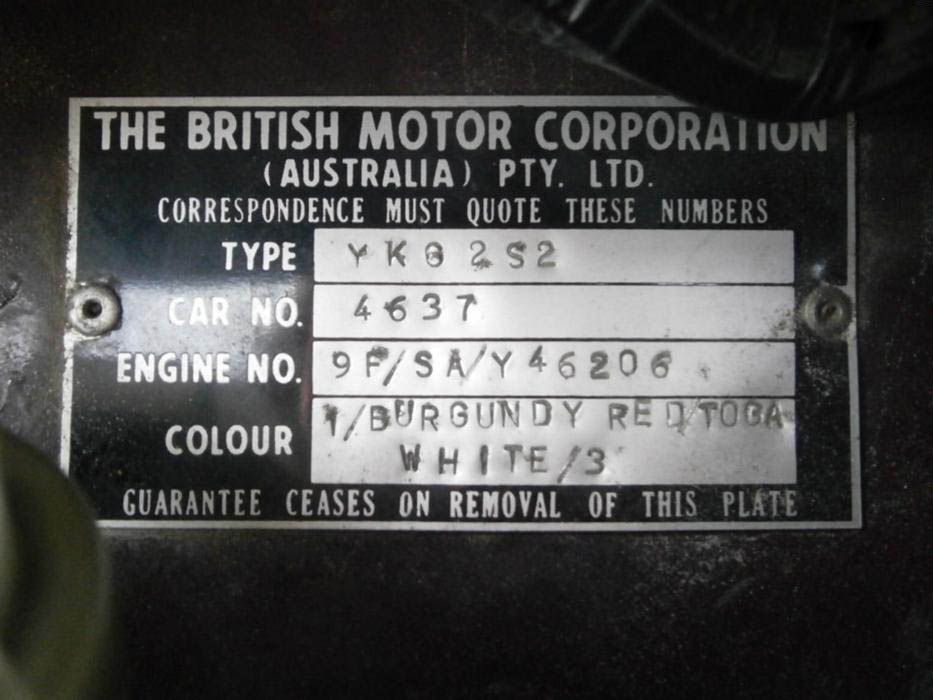 THE BRITISH MOTOR CORPORATION
(AUSTRALIA) PTY. LTD.
CORRESPONDENCE MUST QUOTE THESE NUMBERS
TYPE YKG2S2
CAR NO. 4637
ENGINE NO. 9F/SA/Y46206
COLOUR 1/BURGUNDY RED/TOGA
WHITE/3
GUARANTEE CEASES ON REMOVAL OF THIS PLATE